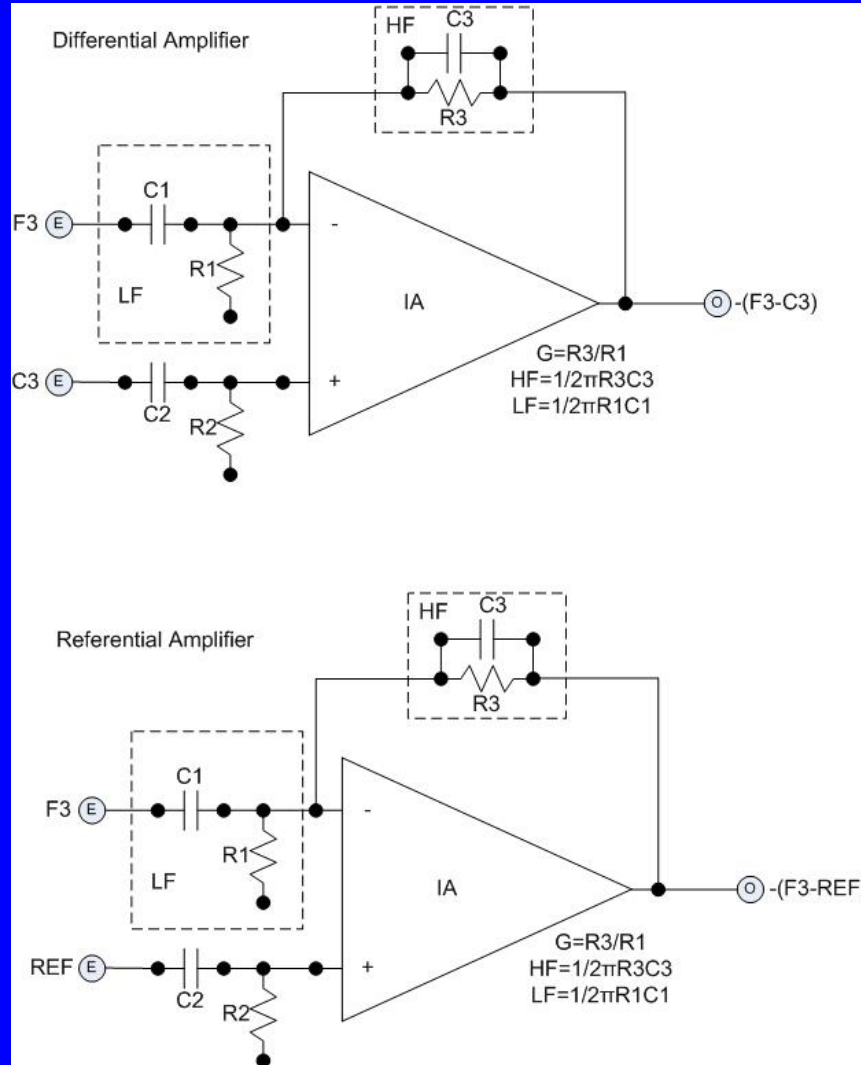 Differential Amplifier
HF
C3
R3
C1
F3 E
-
R1
LF
IA
O -(F3-C3)
C3 E
+
C2
R2
G=R3/R1
HF=1/2πR3C3
LF=1/2πR1C1
Referential Amplifier
HF
C3
R3
C1
F3 E
-
R1
LF
IA
O -(F3-REF
REF E
+
C2
R2
G=R3/R1
HF=1/2πR3C3
LF=1/2πR1C1